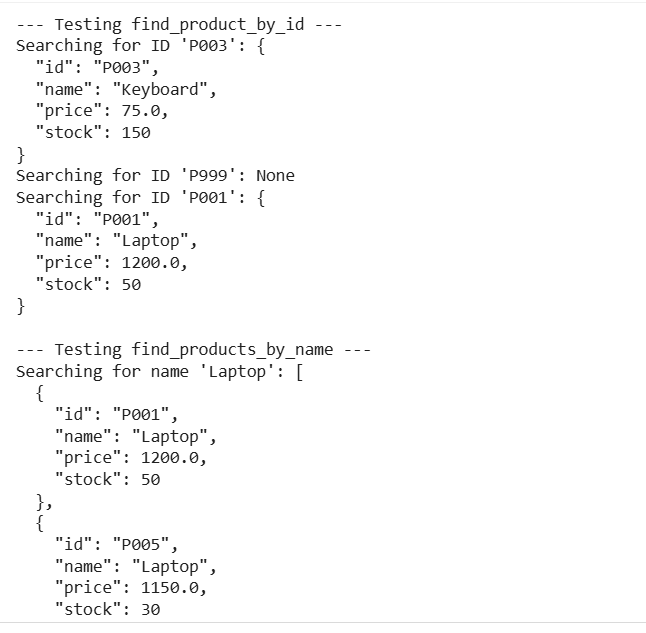 --- Testing find_product_by_id ---
Searching for ID 'P003': {
  "id": "P003",
  "name": "Keyboard",
  "price": 75.0,
  "stock": 150
}
Searching for ID 'P999': None
Searching for ID 'P001': {
  "id": "P001",
  "name": "Laptop",
  "price": 1200.0,
  "stock": 50
}

--- Testing find_products_by_name ---
Searching for name 'Laptop': [
  {
    "id": "P001",
    "name": "Laptop",
    "price": 1200.0,
    "stock": 50
  },
  {
    "id": "P005",
    "name": "Laptop",
    "price": 1150.0,
    "stock": 30